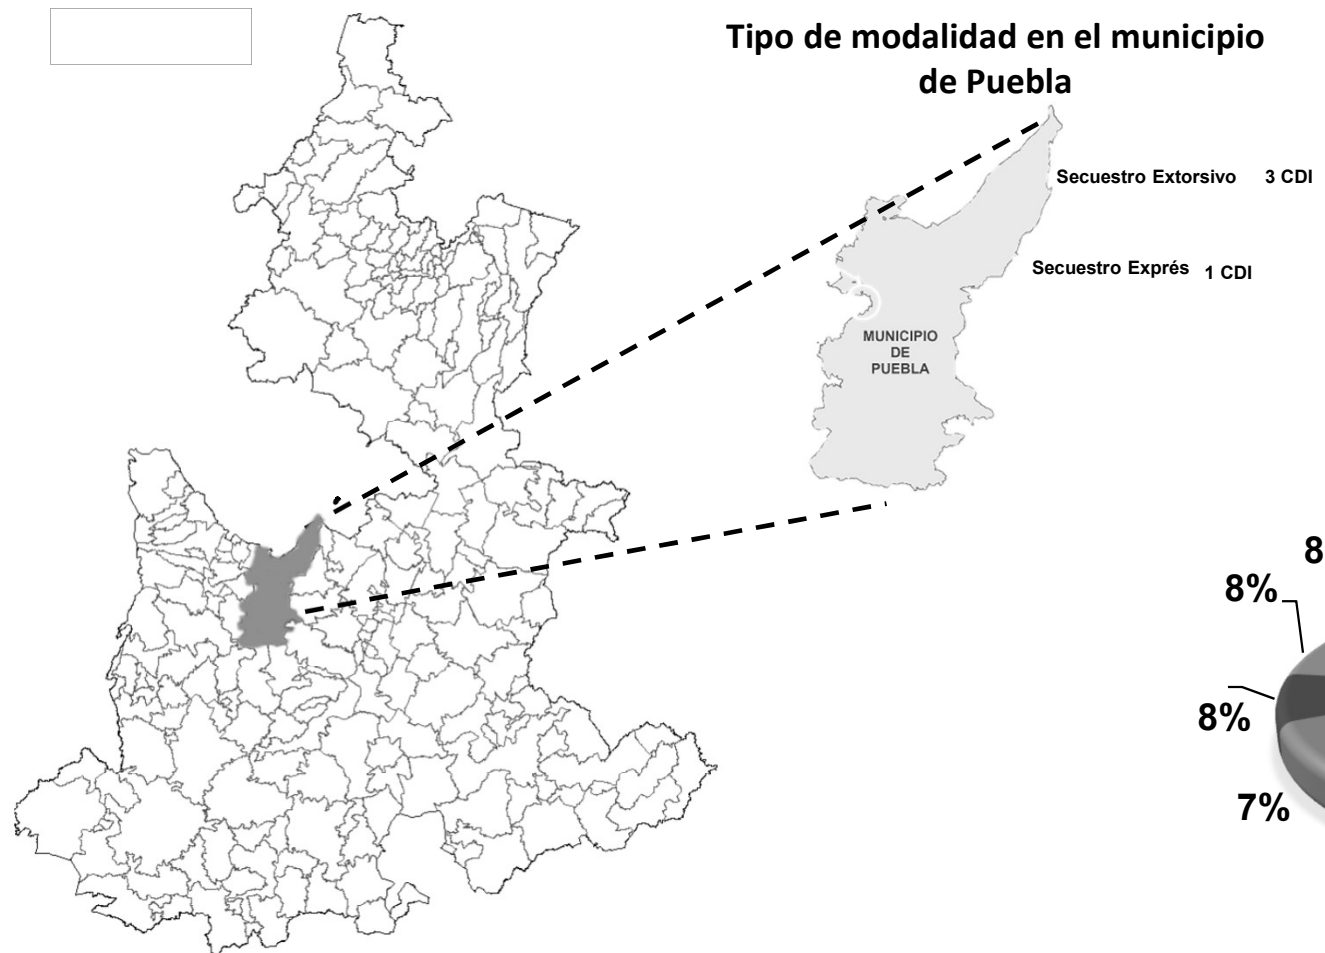 Tipo de modalidad en el municipio
de Puebla
Secuestro Extorsivo 3 CDI
Secuestro Exprés 1 CDI
MUNICIPIO
DE
PUEBLA
8
8%
8%
7%